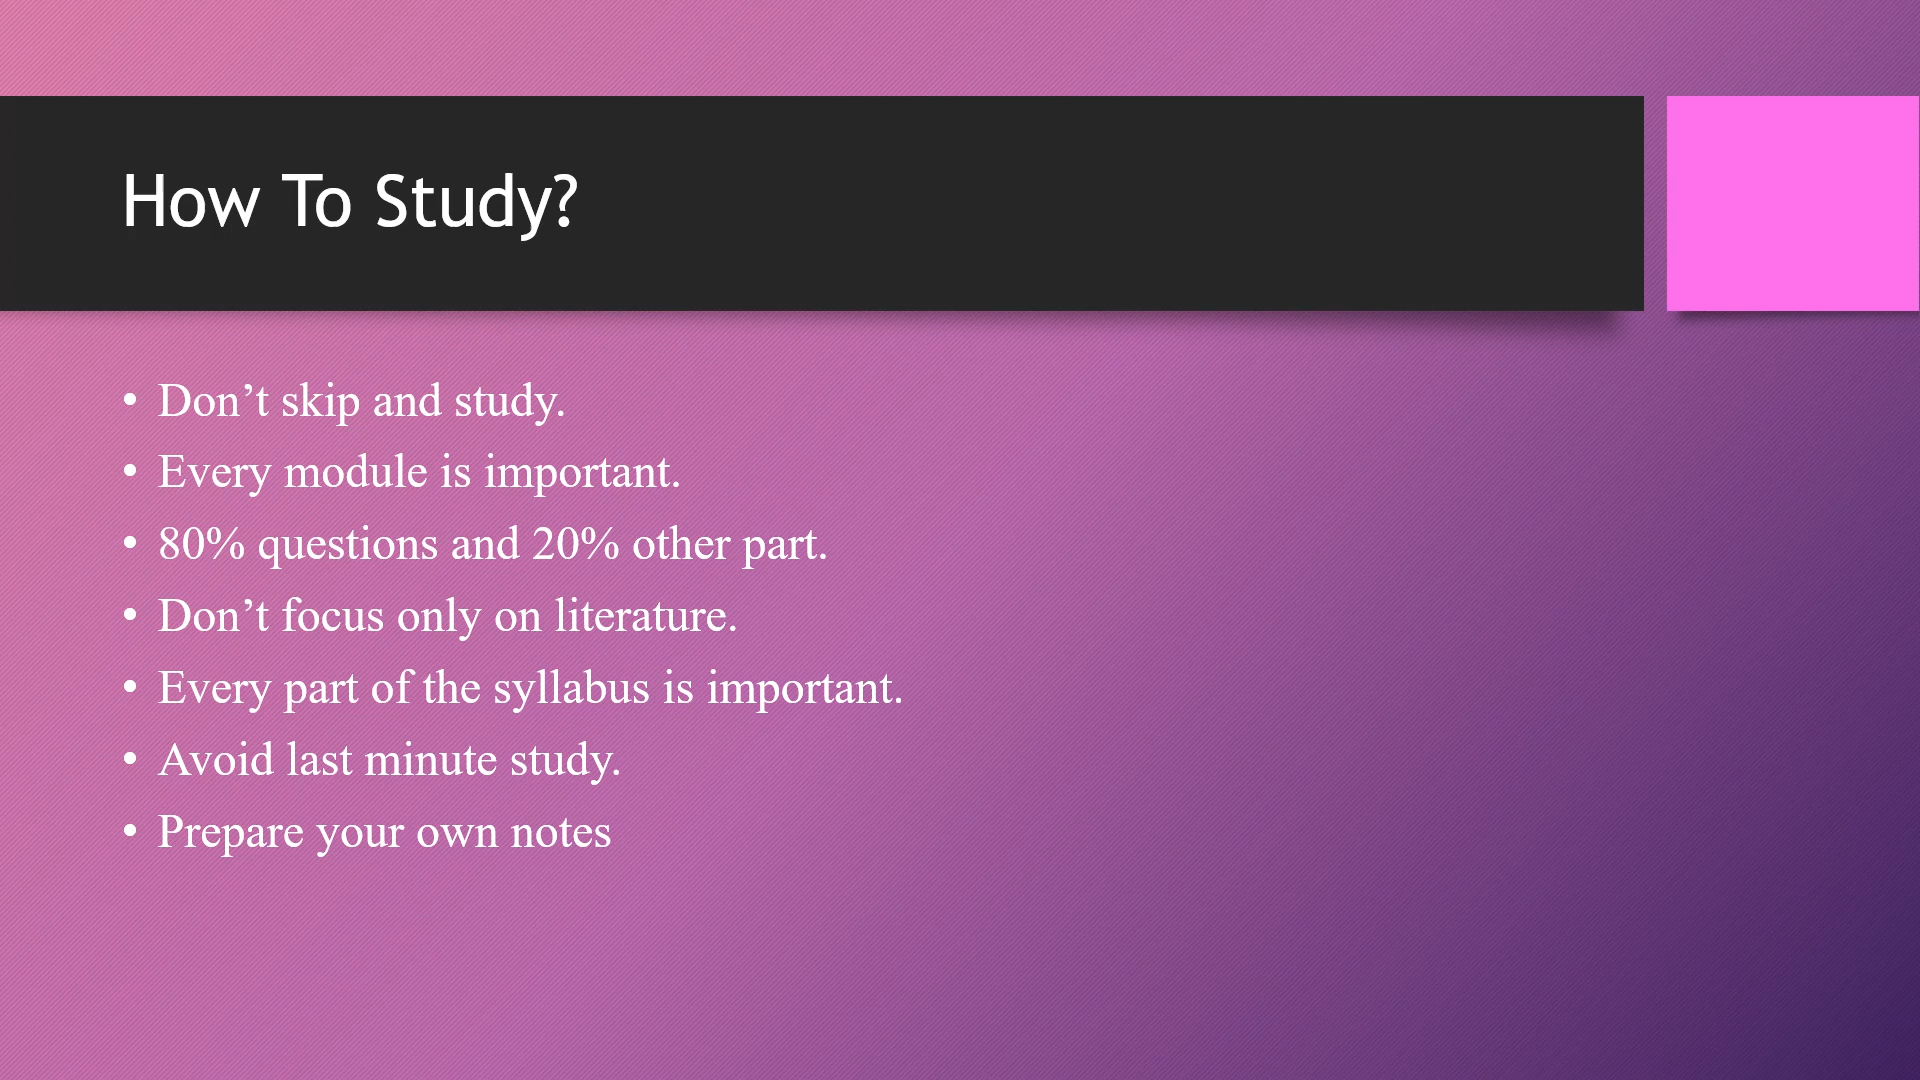 How To Study?
• Don’t skip and study.
• Every module is important.
• 80% questions and 20% other part.
• Don’t focus only on literature.
• Every part of the syllabus is important.
• Avoid last minute study.
• Prepare your own notes